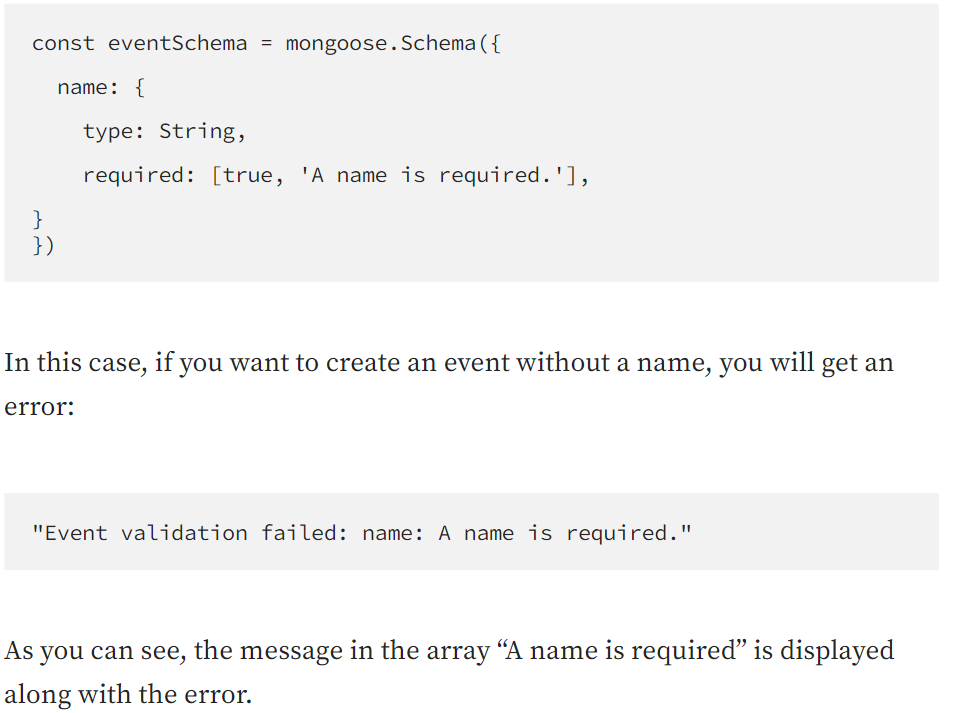 const eventSchema = mongoose.Schema({
  name: {
    type: String,
    required: [true, 'A name is required.'],
}
})
In this case, if you want to create an event without a name, you will get an
error:
"Event validation failed: name: A name is required."
As you can see, the message in the array “A name is required” is displayed
along with the error.